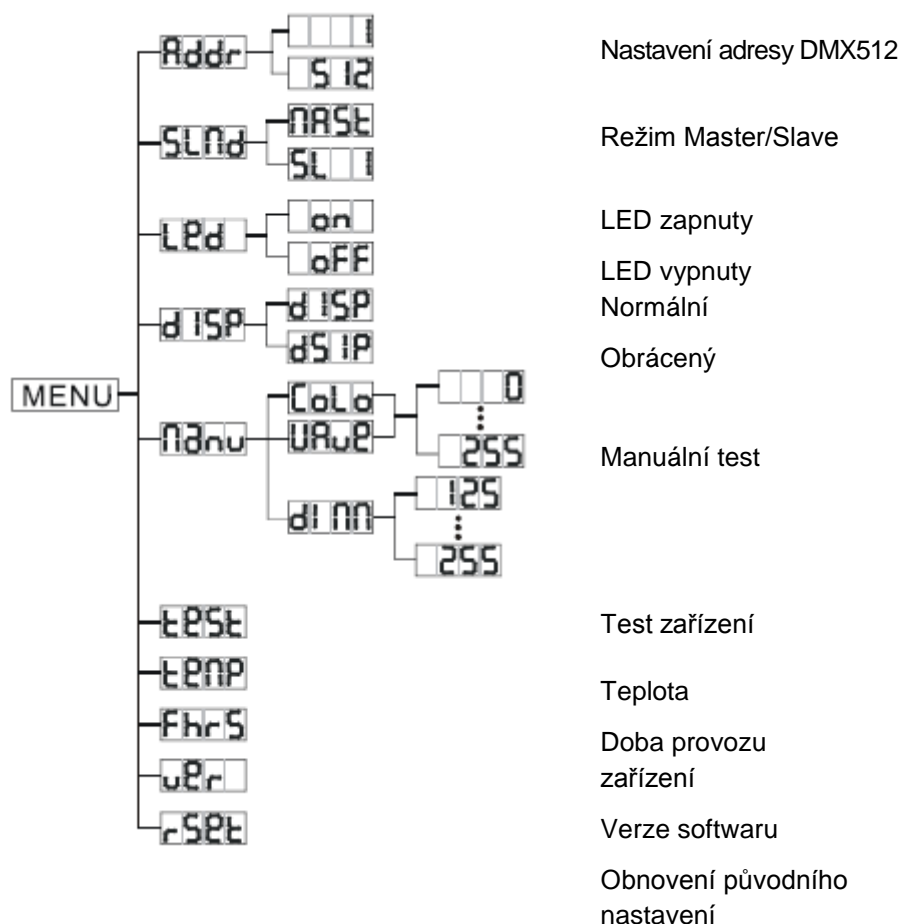 Addr
1
512
Nastavení adresy DMX512
SLMd
MASt
SL 1
Režim Master/Slave
Led
on
LED zapnuty
oFF
LED vypnuty
dISP
dISP
Normální
dSIP
Obrácený
MENU
Manu
CoLo
WAve
0
255
Manuální test
dIMM
125
255
test
Test zařízení
temP
Teplota
FhrS
Doba provozu
zařízení
ver
Verze softwaru
rSet
Obnovení původního
nastavení